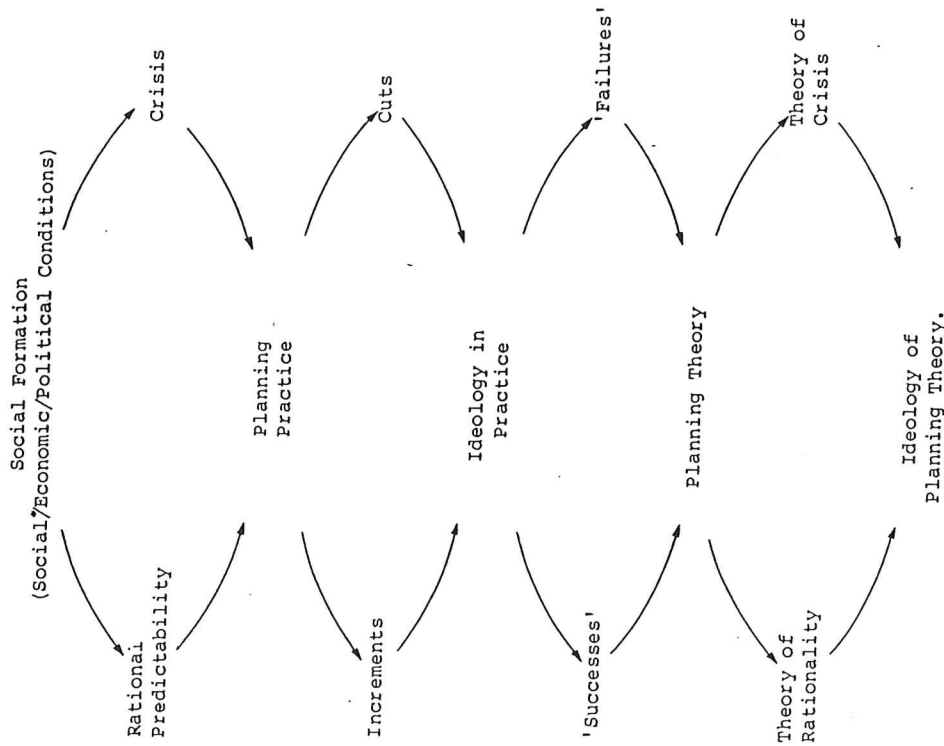 Social Formation
(Social/Economic/Political Conditions)
Rationai
Predictability
Crisis
Planning
Practice
Increments
Cuts
Ideology in
Practice
'Successes'
'Failures'
Planning Theory
Theory of
Rationality
Theory of
Crisis
Ideology of
Planning Theory.